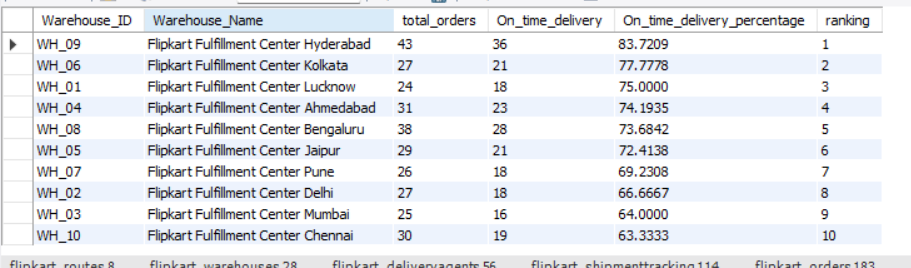 Warehouse_ID Warehouse_Name total_orders On_time_delivery On_time_delivery_percentage ranking
WH_09 Flipkart Fulfillment Center Hyderabad 43 36 83.7209 1
WH_06 Flipkart Fulfillment Center Kolkata 27 21 77.7778 2
WH_01 Flipkart Fulfillment Center Lucknow 24 18 75.0000 3
WH_04 Flipkart Fulfillment Center Ahmedabad 31 23 74.1935 4
WH_08 Flipkart Fulfillment Center Bengaluru 38 28 73.6842 5
WH_05 Flipkart Fulfillment Center Jaipur 29 21 72.4138 6
WH_07 Flipkart Fulfillment Center Pune 26 18 69.2308 7
WH_02 Flipkart Fulfillment Center Delhi 27 18 66.6667 8
WH_03 Flipkart Fulfillment Center Mumbai 25 16 64.0000 9
WH_10 Flipkart Fulfillment Center Chennai 30 19 63.3333 10
flipkart_routes 8 flipkart_warehouses 28 flipkart_deliveryagents 56 flipkart_shipmenttracking 114 flipkart_orders 183